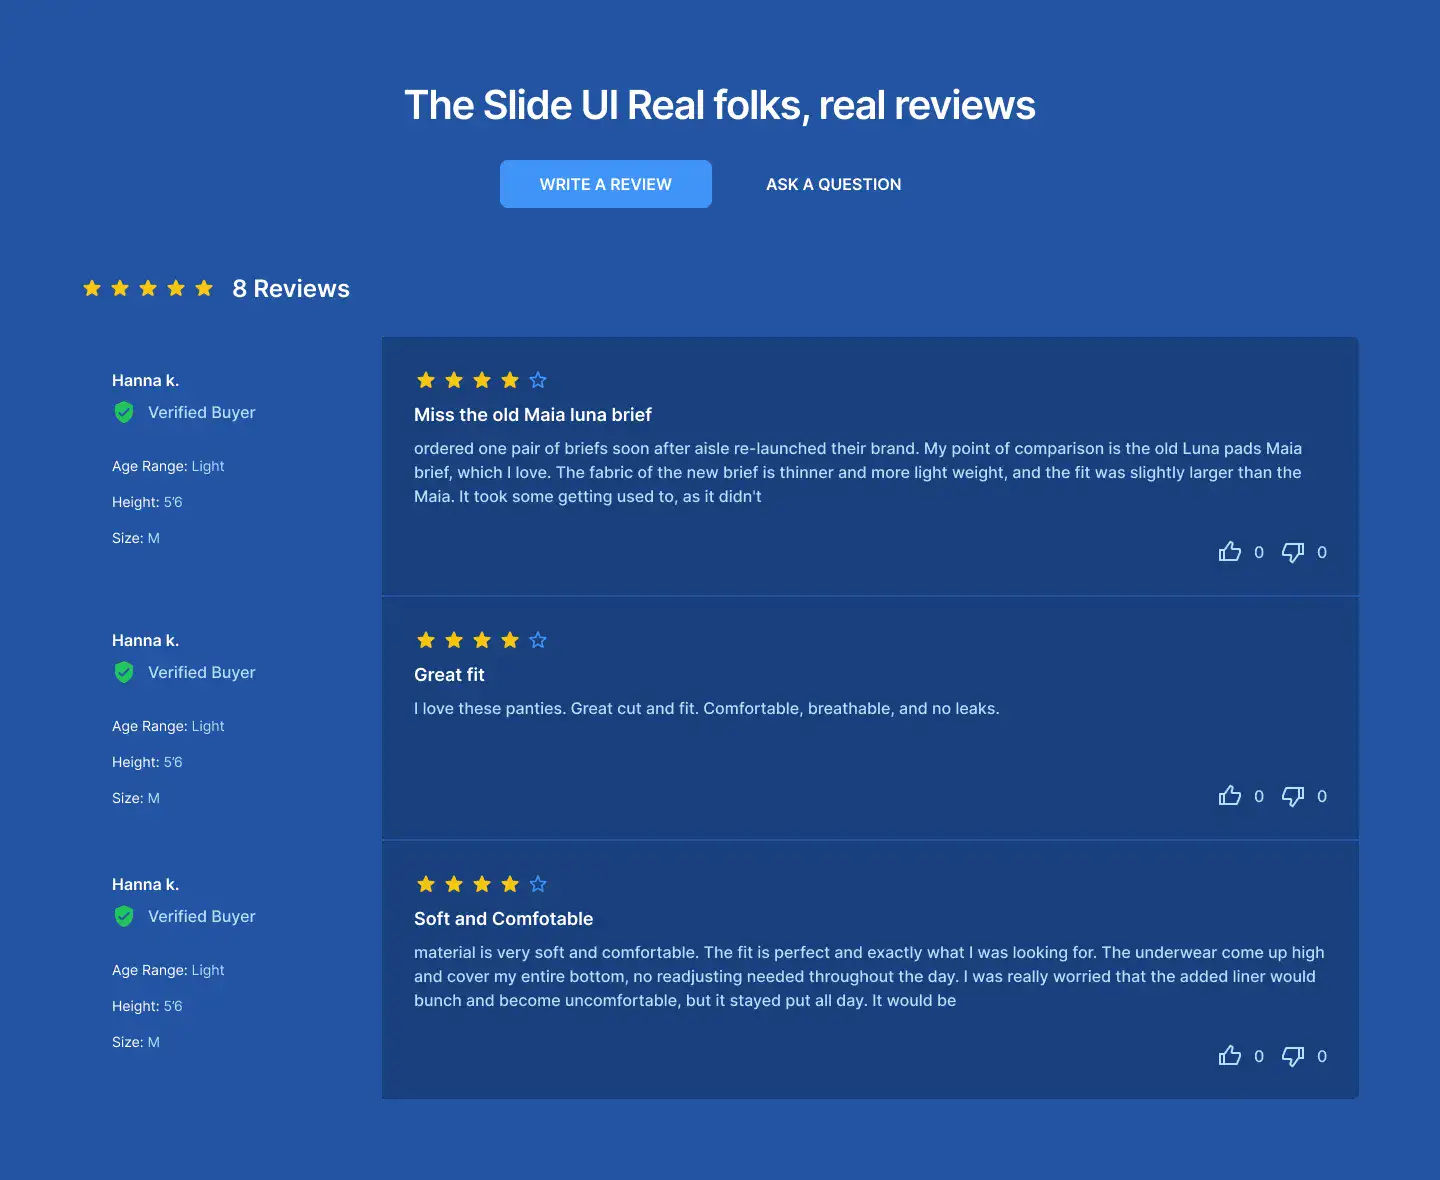 The Slide UI Real folks, real reviews
WRITE A REVIEW
ASK A QUESTION
8 Reviews
Hanna k.
Verified Buyer
Age Range: Light
Height: 5'6
Size: M
Miss the old Maia luna brief
ordered one pair of briefs soon after aisle re-launched their brand. My point of comparison is the old Luna pads Maia
brief, which I love. The fabric of the new brief is thinner and more light weight, and the fit was slightly larger than the
Maia. It took some getting used to, as it didn't
0 0
Hanna k.
Verified Buyer
Age Range: Light
Height: 5'6
Size: M
Great fit
I love these panties. Great cut and fit. Comfortable, breathable, and no leaks.
0 0
Hanna k.
Verified Buyer
Age Range: Light
Height: 5'6
Size: M
Soft and Comfotable
material is very soft and comfortable. The fit is perfect and exactly what I was looking for. The underwear come up high
and cover my entire bottom, no readjusting needed throughout the day. I was really worried that the added liner would
bunch and become uncomfortable, but it stayed put all day. It would be
0 0